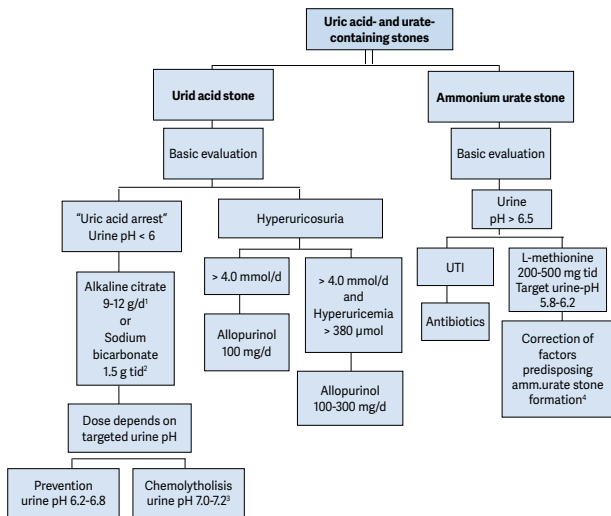 Uric acid- and urate-
containing stones
Urid acid stone
Ammonium urate stone
Basic evaluation
Basic evaluation
"Uric acid arrest"
Urine pH < 6
Hyperuricosuria
Urine
pH > 6.5
Alkaline citrate
9-12 g/d¹
or
Sodium
bicarbonate
1.5 g tid²
> 4.0 mmol/d
> 4.0 mmol/d
and
Hyperuricemia
> 380 µmol
UTI
L-methionine
200-500 mg tid
Target urine-pH
5.8-6.2
Allopurinol
100 mg/d
Antibiotics
Correction of
factors
predisposing
amm.urate stone
formation⁴
Allopurinol
100-300 mg/d
Dose depends on
targeted urine pH
Prevention
urine pH 6.2-6.8
Chemolytholisis
urine pH 7.0-7.2³